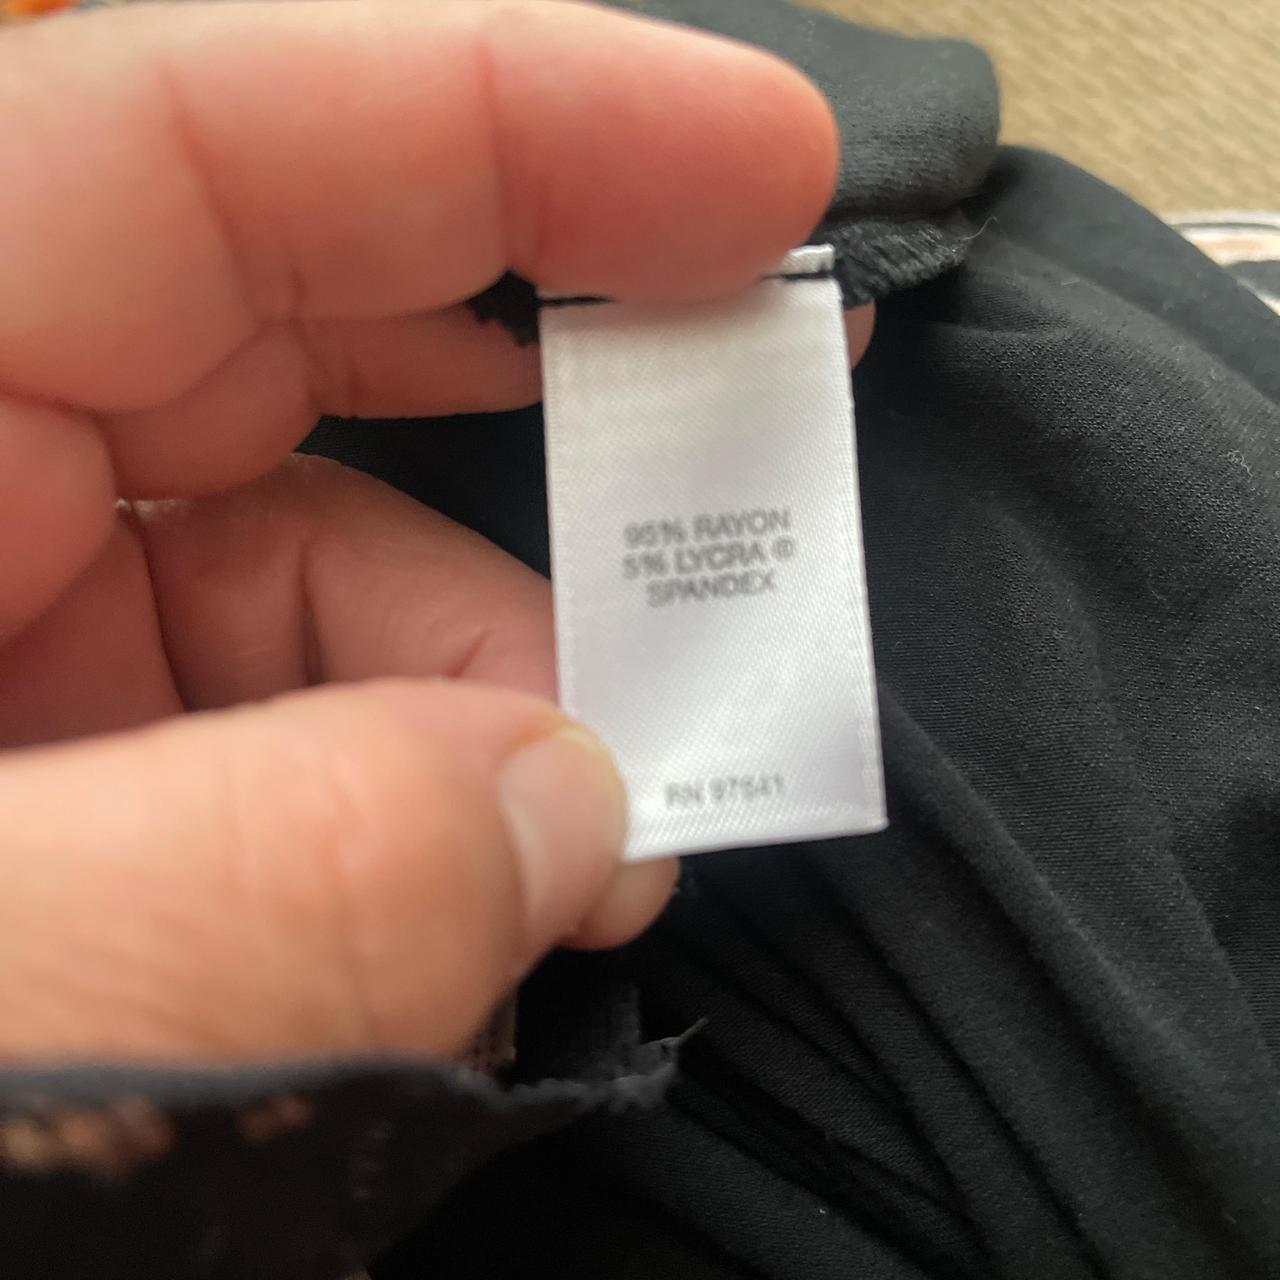 95% RAYON
5% LYCRA ®
SPANDEX
RN 97541